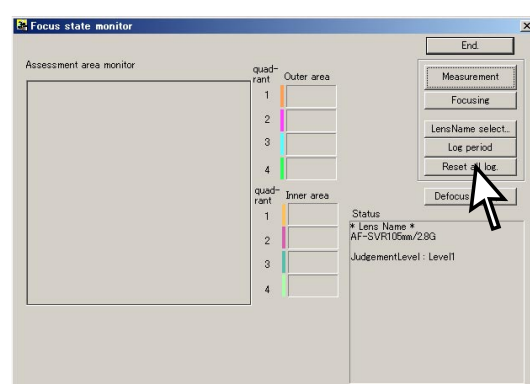 Focus state monitor
End.
Assessment area monitor
quad-
rant
Outer area
1
2
3
4
quad-
rant
Inner area
1
2
3
4
Measurement
Focusing
LensName select...
Log period
Reset all log.
Defocus
Status
* Lens Name *
AF-SVR105mm/2.8G
JudgementLevel : Level1